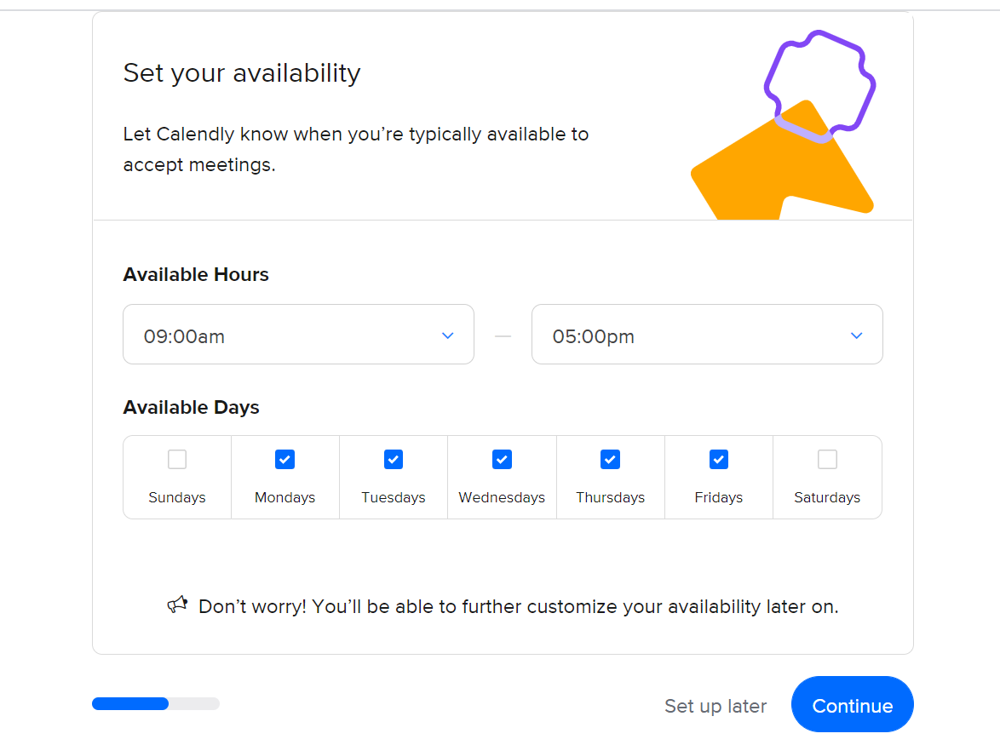 Set your availability
Let Calendly know when you’re typically available to
accept meetings.
Available Hours
09:00am
05:00pm
Available Days
Sundays
Mondays
Tuesdays
Wednesdays
Thursdays
Fridays
Saturdays
Don’t worry! You’ll be able to further customize your availability later on.
Set up later
Continue